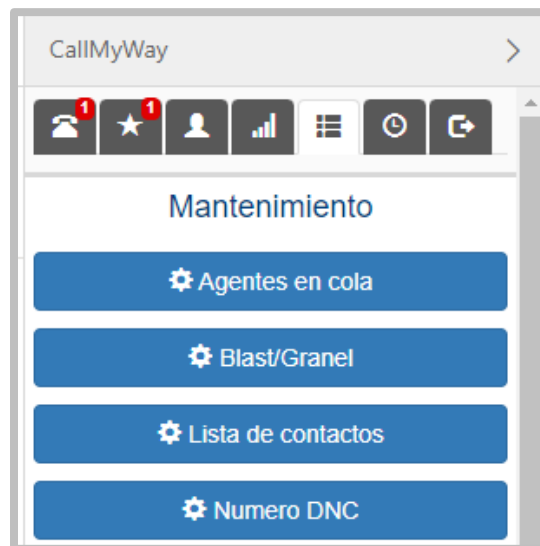 CallMyWay
1 1
Mantenimiento
Agentes en cola
Blast/Granel
Lista de contactos
Numero DNC